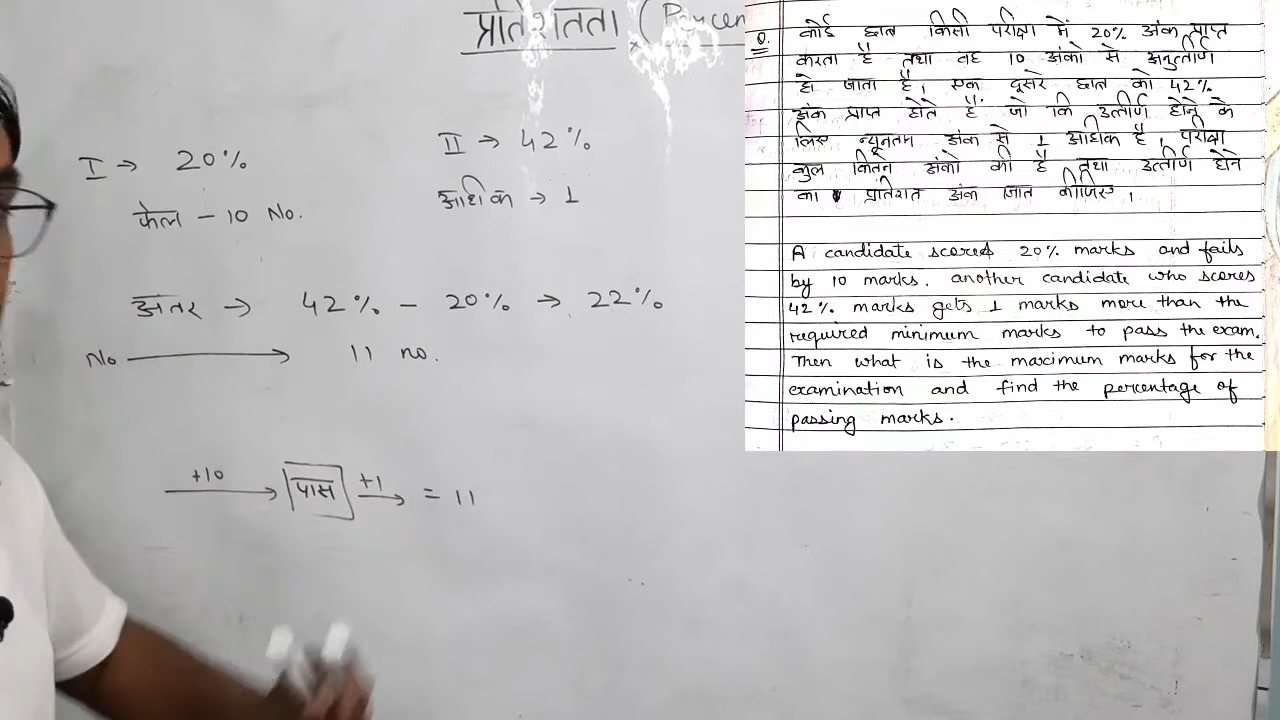 प्रतिशतता (Percen
I → 20%
फेल - 10 No.
II → 42%
अधिक → 1
अंतर → 42% - 20% → 22%
No → 11 no.
+10 → पास +1 → = 11
Q. कोई छात्र किसी परीक्षा में 20% अंक प्राप्त
करता है तथा वह 10 अंको से अनुत्तीर्ण
हो जाता है, एक दूसरे छात्र को 42%
अंक प्राप्त होते है जो कि उत्तीर्ण होने के
लिए न्यूनतम अंक से 1 अधिक है, परीक्षा
कुल कितने अंको की है तथा उत्तीर्ण होने
का प्रतिशत अंक ज्ञात कीजिए,
A candidate scores 20% marks and fails
by 10 marks. another candidate who scores
42% marks gets 1 marks more than the
required minimum marks to pass the exam.
Then what is the maximum marks for the
examination and find the percentage of
passing marks.